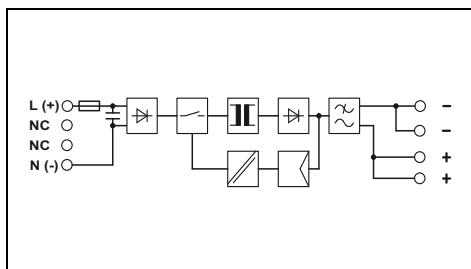 L (+)
NC
NC
N (-)
–
–
+
+